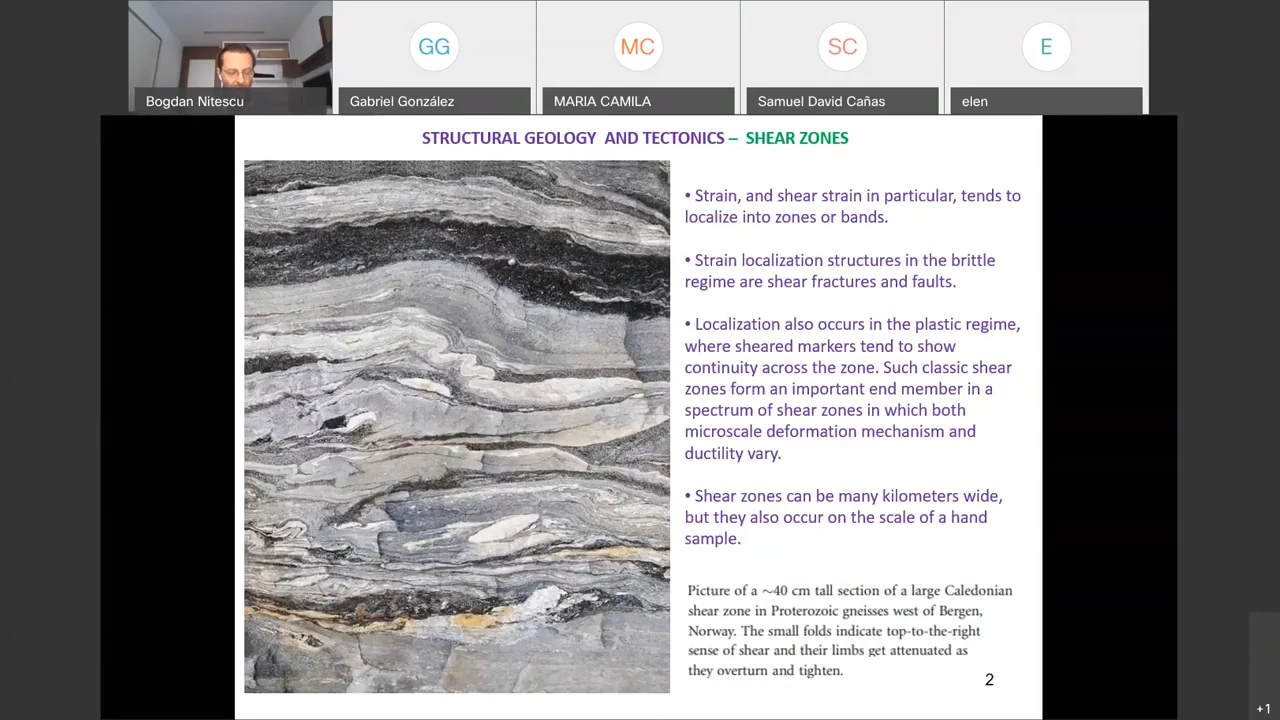 GG
MC
SC
E
Bogdan Nitescu
Gabriel González
MARIA CAMILA
Samuel David Cañas
elen
STRUCTURAL GEOLOGY AND TECTONICS – SHEAR ZONES
• Strain, and shear strain in particular, tends to
localize into zones or bands.
• Strain localization structures in the brittle
regime are shear fractures and faults.
• Localization also occurs in the plastic regime,
where sheared markers tend to show
continuity across the zone. Such classic shear
zones form an important end member in a
spectrum of shear zones in which both
microscale deformation mechanism and
ductility vary.
• Shear zones can be many kilometers wide,
but they also occur on the scale of a hand
sample.
Picture of a ~40 cm tall section of a large Caledonian
shear zone in Proterozoic gneisses west of Bergen,
Norway. The small folds indicate top-to-the-right
sense of shear and their limbs get attenuated as
they overturn and tighten.
2
+1